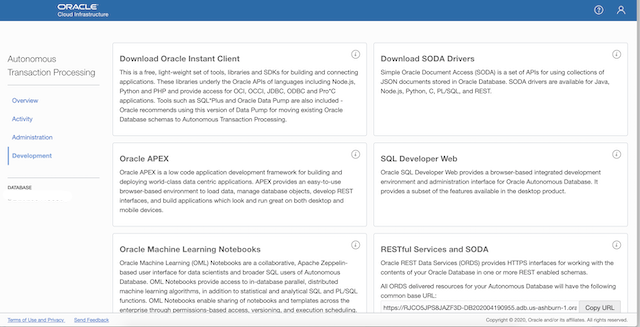 ORACLE
Cloud Infrastructure
Autonomous
Transaction Processing
Overview
Activity
Administration
Development
DATABASE
Download Oracle Instant Client
This is a free, light-weight set of tools, libraries and SDKs for building and connecting
applications. These libraries underly the Oracle APIs of languages including Node.js,
Python and PHP and provide access for OCI, OCCI, JDBC, ODBC and Pro*C
applications. Tools such as SQL*Plus and Oracle Data Pump are also included -
Oracle recommends using this version of Data Pump for moving existing Oracle
Database schemas to Autonomous Transaction Processing.
Download SODA Drivers
Simple Oracle Document Access (SODA) is a set of APIs for using collections of
JSON documents stored in Oracle Database. SODA drivers are available for Java,
Node.js, Python, C, PL/SQL, and REST.
Oracle APEX
Oracle APEX is a low code application development framework for building and
deploying world-class data centric applications. APEX provides an easy-to-use
browser-based environment to load data, manage database objects, develop REST
interfaces, and build applications which look and run great on both desktop and
mobile devices.
SQL Developer Web
Oracle SQL Developer Web provides a browser-based integrated development
environment and administration interface for Oracle Autonomous Database. It
provides a subset of the features available in the desktop product.
Oracle Machine Learning Notebooks
Oracle Machine Learning (OML) Notebooks are a collaborative, Apache Zeppelin-
based user interface for data scientists and broader SQL users of Autonomous
Database. OML Notebooks provide access to in-database parallel, distributed
machine learning algorithms, in addition to statistical and analytical SQL and PL/SQL
functions. OML Notebooks enable sharing of notebooks and templates across the
enterprise through permissions-based access, versioning, and execution scheduling.
RESTful Services and SODA
Oracle REST Data Services (ORDS) provides HTTPS interfaces for working with the
contents of your Oracle Database in one or more REST enabled schemas.
All ORDS delivered resources for your Autonomous Database will have the following
common base URL:
https://RJCO5JPS8JAZF3D-DB202004190955.adb.us-ashburn-1.ora
Copy URL
Terms of Use and Privacy
Send Feedback
Copyright © 2020, Oracle and/or its affiliates. All rights reserved.